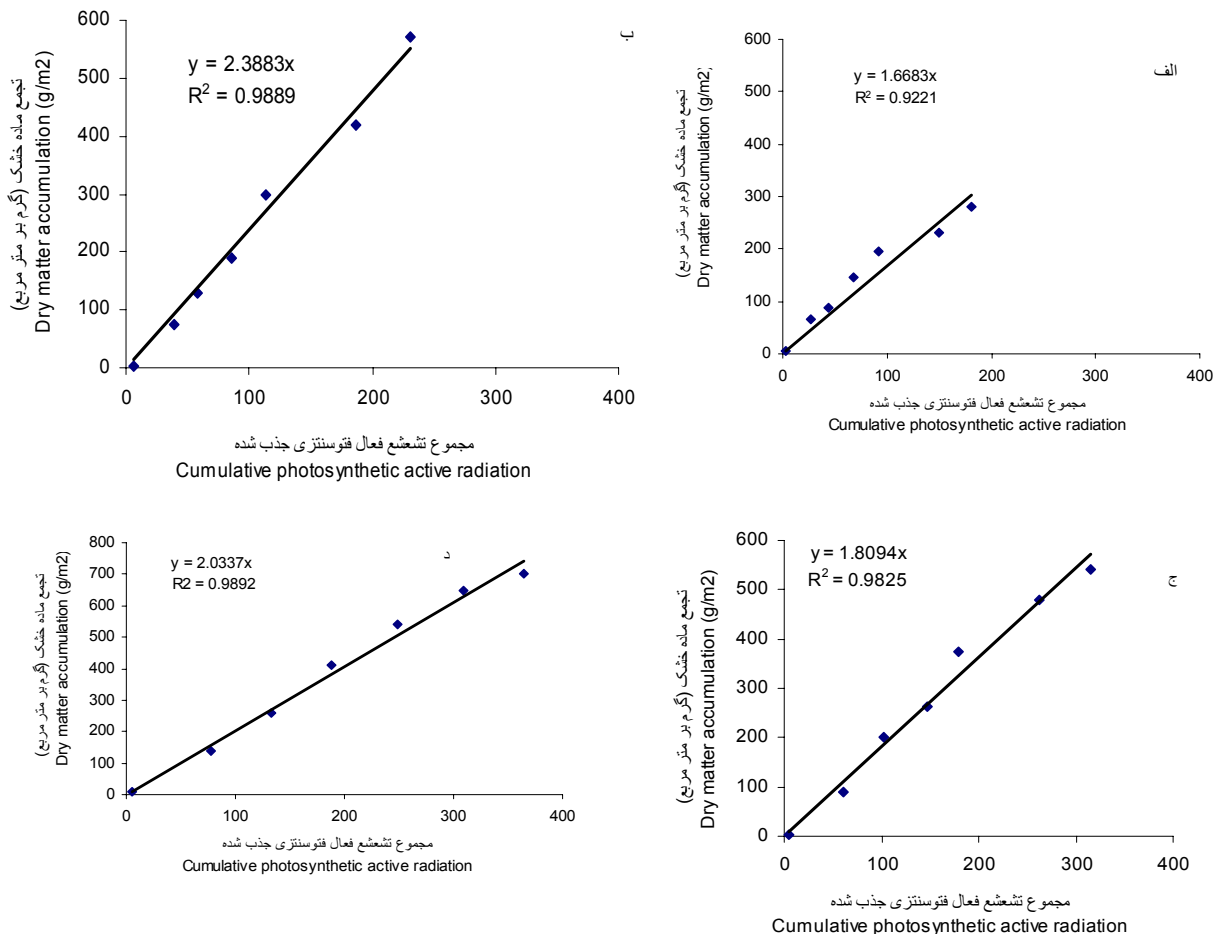 الف
y = 1.6683x
R² = 0.9221
600
500
400
300
200
100
0
0 100 200 300 400
تجمع ماده خشک (گرم بر متر مربع)
Dry matter accumulation (g/m2)
مجموع تشعشع فعال فتوسنتزی جذب شده
Cumulative photosynthetic active radiation
ب
y = 2.3883x
R² = 0.9889
600
500
400
300
200
100
0
0 100 200 300 400
تجمع ماده خشک (گرم بر متر مربع)
Dry matter accumulation (g/m2)
مجموع تشعشع فعال فتوسنتزی جذب شده
Cumulative photosynthetic active radiation
ج
y = 1.8094x
R² = 0.9825
600
500
400
300
200
100
0
0 100 200 300 400
تجمع ماده خشک (گرم بر متر مربع)
Dry matter accumulation (g/m2)
مجموع تشعشع فعال فتوسنتزی جذب شده
Cumulative photosynthetic active radiation
د
y = 2.0337x
R2 = 0.9892
800
700
600
500
400
300
200
100
0
0 100 200 300 400
تجمع ماده خشک (گرم بر متر مربع)
Dry matter accumulation (g/m2)
مجموع تشعشع فعال فتوسنتزی جذب شده
Cumulative photosynthetic active radiation